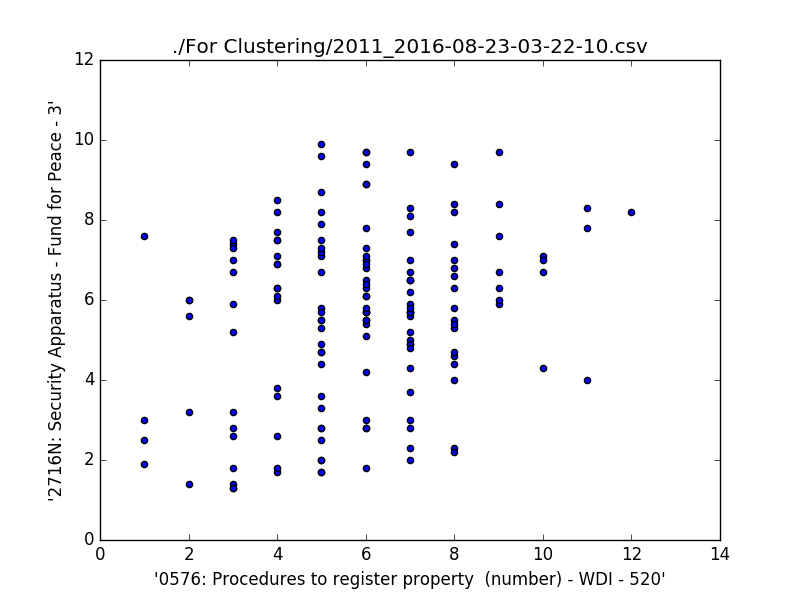 ./For Clustering/2011_2016-08-23-03-22-10.csv
12
10
8
6
4
2
0
'2716N: Security Apparatus - Fund for Peace - 3'
0 2 4 6 8 10 12 14
'0576: Procedures to register property  (number) - WDI - 520'